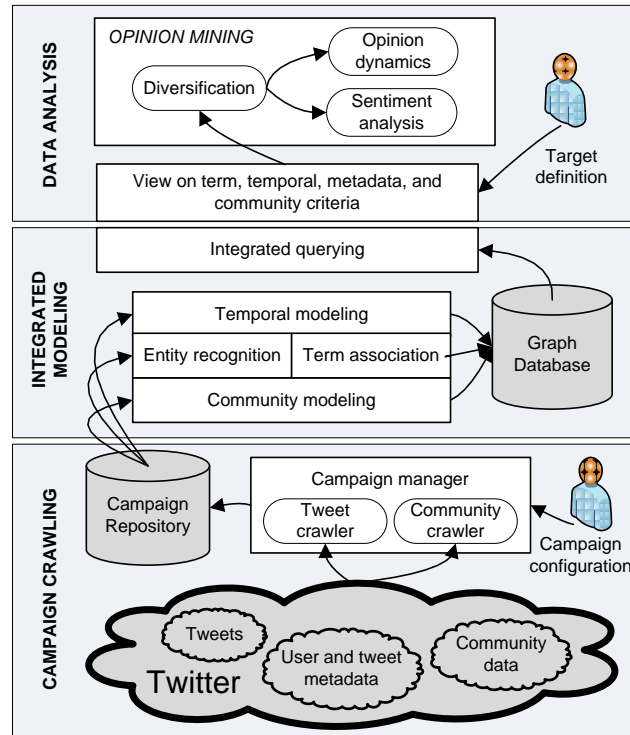 DATA ANALYSIS
OPINION MINING
Diversification
Opinion
dynamics
Sentiment
analysis
Target
definition
View on term, temporal, metadata, and
community criteria
INTEGRATED
MODELING
Integrated querying
Temporal modeling
Entity recognition
Term association
Community modeling
Graph
Database
CAMPAIGN CRAWLING
Campaign
Repository
Campaign manager
Tweet
crawler
Community
crawler
Campaign
configuration
Tweets
User and tweet
metadata
Community
data
Twitter